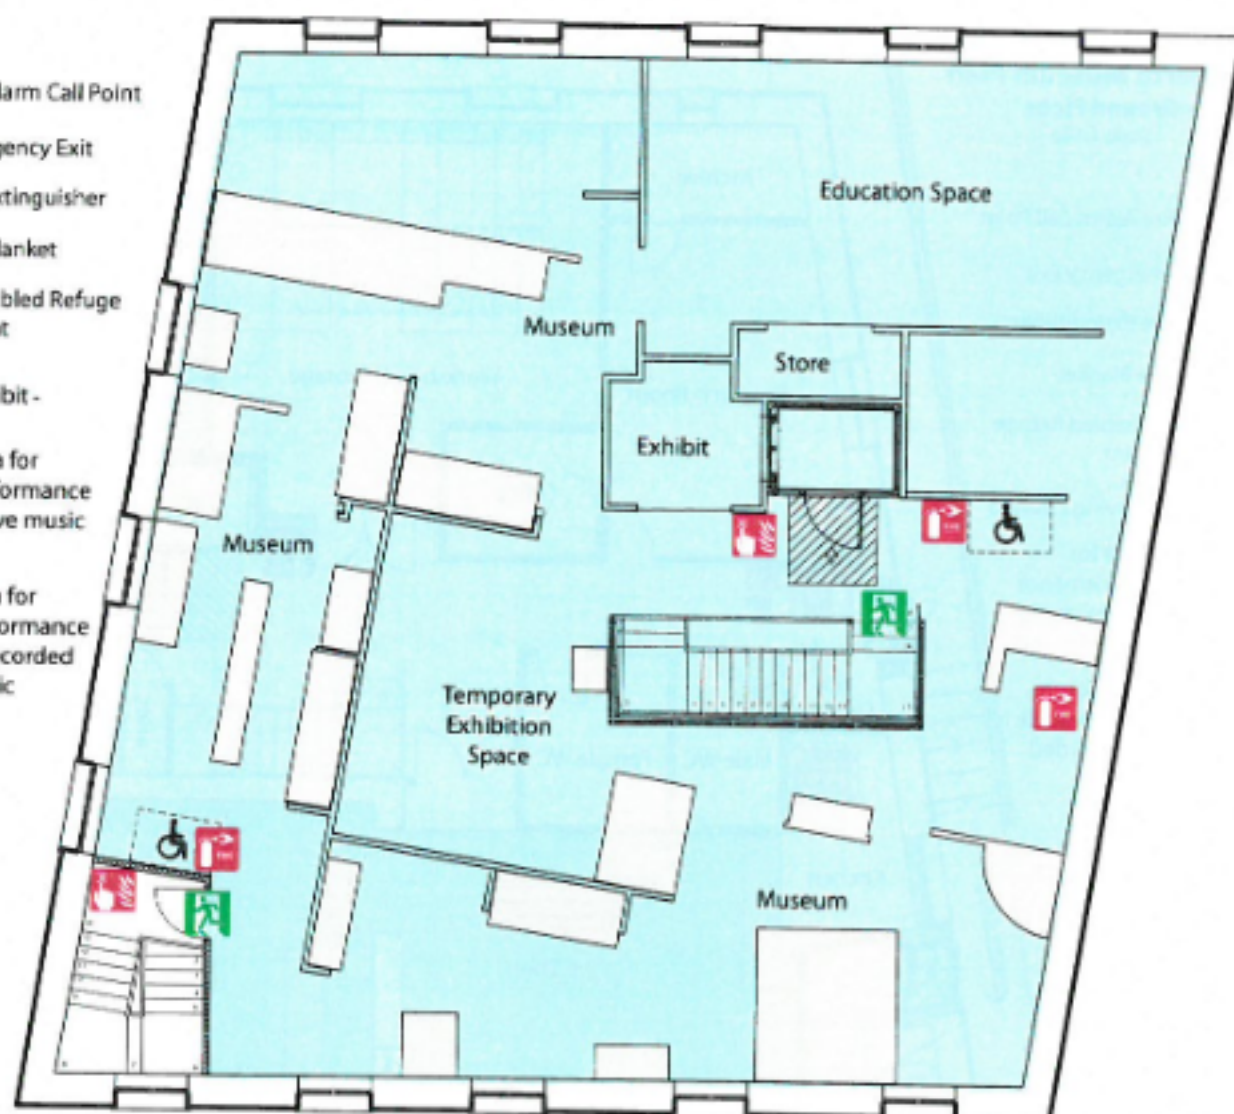 larm Call Point
gency Exit
xtinguisher
lanket
bled Refuge
t
bit -
for
ormance
ve music
for
ormance
corded
ic
Education Space
Museum
Store
Exhibit
Museum
Temporary
Exhibition
Space
Museum